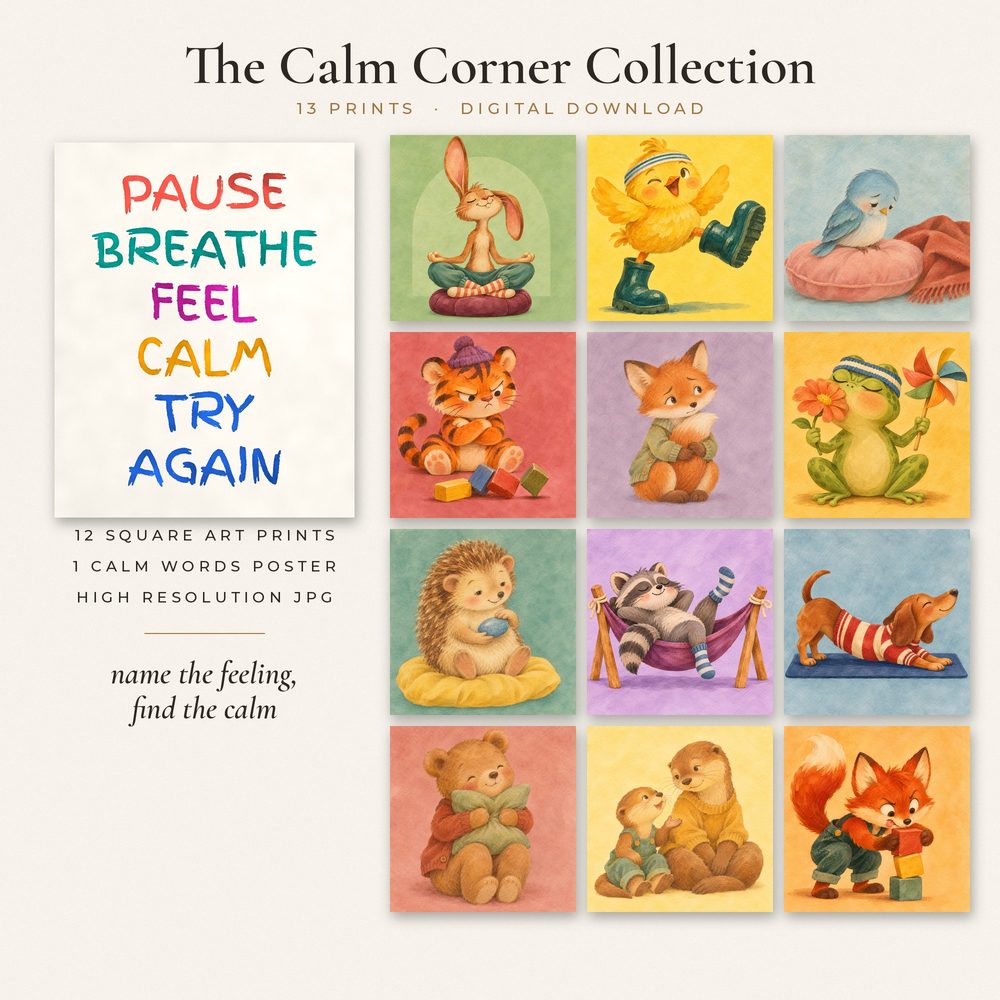 The Calm Corner Collection
13 PRINTS · DIGITAL DOWNLOAD
PAUSE
BREATHE
FEEL
CALM
TRY
AGAIN
12 SQUARE ART PRINTS
1 CALM WORDS POSTER
HIGH RESOLUTION JPG
name the feeling,
find the calm